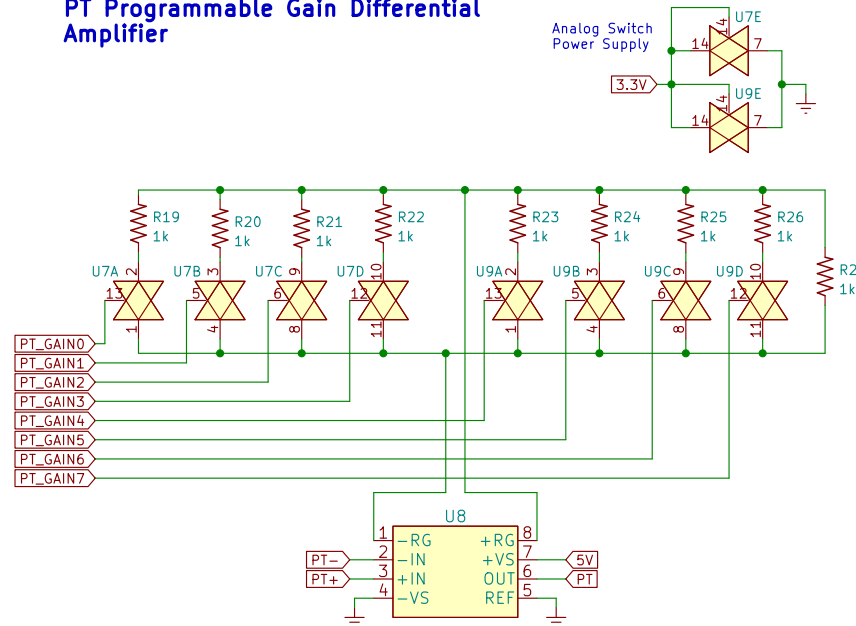 PT Programmable Gain Differential
Amplifier
Analog Switch
Power Supply
U7E
14
14
7
3.3V
U9E
14
14
7
R19
1k
R20
1k
R21
1k
R22
1k
R23
1k
R24
1k
R25
1k
R26
1k
1k
U7A
2
13
1
U7B
3
5
4
U7C
9
6
8
U7D
10
12
11
U9A
2
13
1
U9B
3
5
4
U9C
9
6
8
U9D
10
12
11
PT_GAIN0
PT_GAIN1
PT_GAIN2
PT_GAIN3
PT_GAIN4
PT_GAIN5
PT_GAIN6
PT_GAIN7
U8
1 -RG +RG 8
PT- 2 -IN +VS 7 5V
PT+ 3 +IN OUT 6 PT
4 -VS REF 5